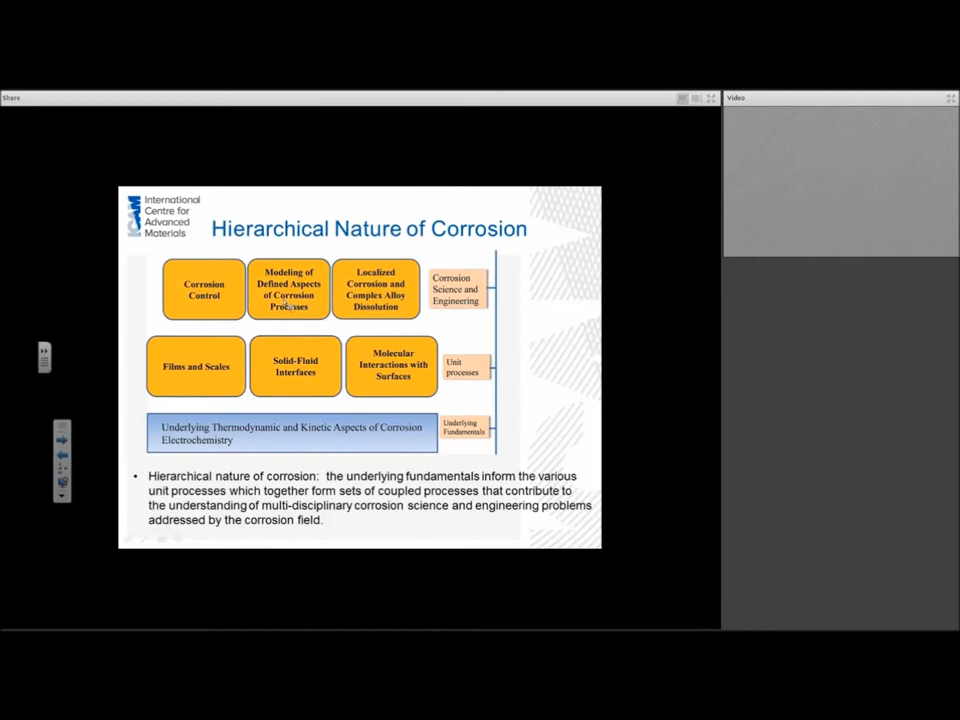 Share
Video
International
Centre for
Advanced
Materials
ICAM
Hierarchical Nature of Corrosion
Corrosion
Control
Modeling of
Defined Aspects
of Corrosion
Processes
Localized
Corrosion and
Complex Alloy
Dissolution
Corrosion
Science and
Engineering
Films and Scales
Solid-Fluid
Interfaces
Molecular
Interactions with
Surfaces
Unit
processes
Underlying Thermodynamic and Kinetic Aspects of Corrosion
Electrochemistry
Underlying
Fundamentals
• Hierarchical nature of corrosion: the underlying fundamentals inform the various
unit processes which together form sets of coupled processes that contribute to
the understanding of multi-disciplinary corrosion science and engineering problems
addressed by the corrosion field.